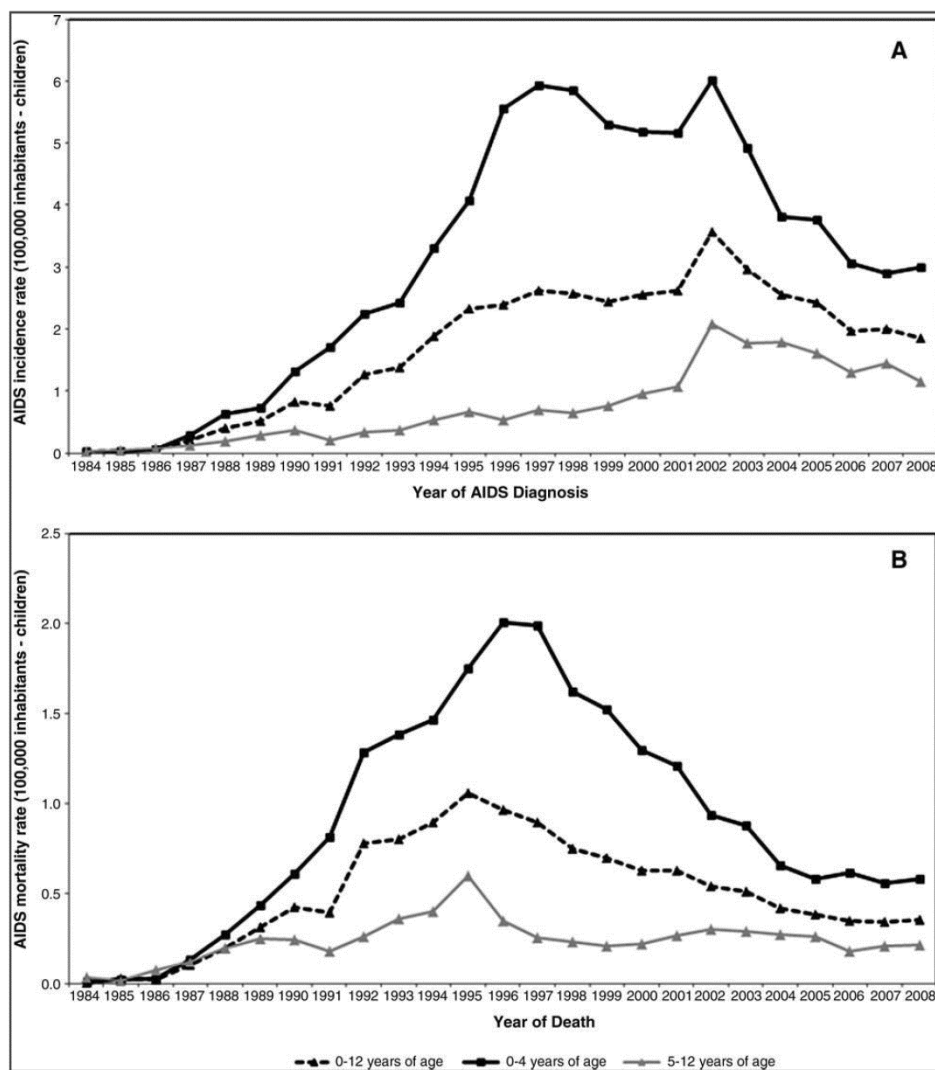 A
AIDS incidence rate (100,000 inhabitants - children)
7
6
5
4
3
2
1
0
1984 1985 1986 1987 1988 1989 1990 1991 1992 1993 1994 1995 1996 1997 1998 1999 2000 2001 2002 2003 2004 2005 2006 2007 2008
Year of AIDS Diagnosis
B
AIDS mortality rate (100,000 inhabitants - children)
2.5
2.0
1.5
1.0
0.5
0.0
1984 1985 1986 1987 1988 1989 1990 1991 1992 1993 1994 1995 1996 1997 1998 1999 2000 2001 2002 2003 2004 2005 2006 2007 2008
Year of Death
0-12 years of age 0-4 years of age 5-12 years of age